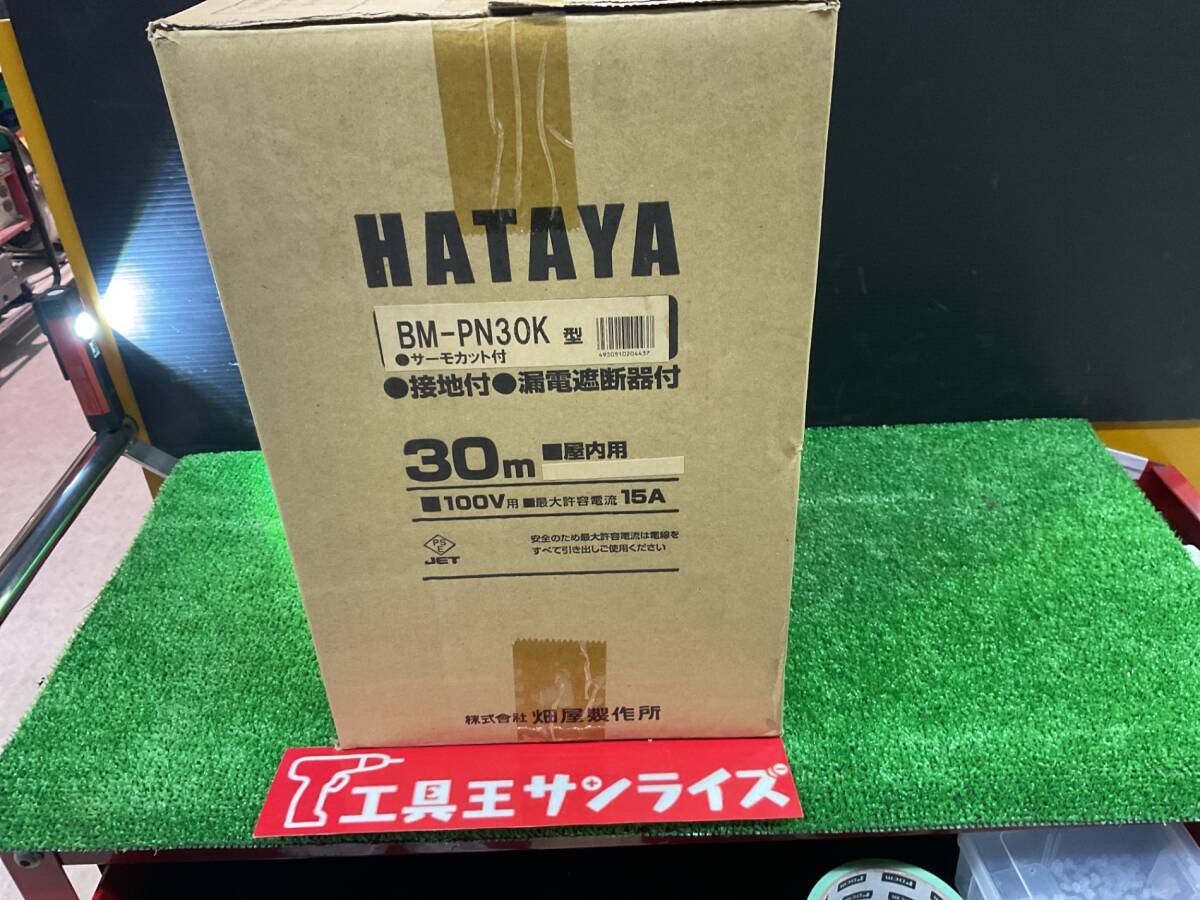 HATAYA
BM-PN30K 型
●サーモカット付
4930510204437
●接地付●漏電遮断器付
30m ■屋内用
■100V用 ■最大許容電流 15A
PS
E
JET
安全のため最大許容電流は電線を
すべて引き出しご使用ください
株式会社 畑屋製作所
工具王サンライズ